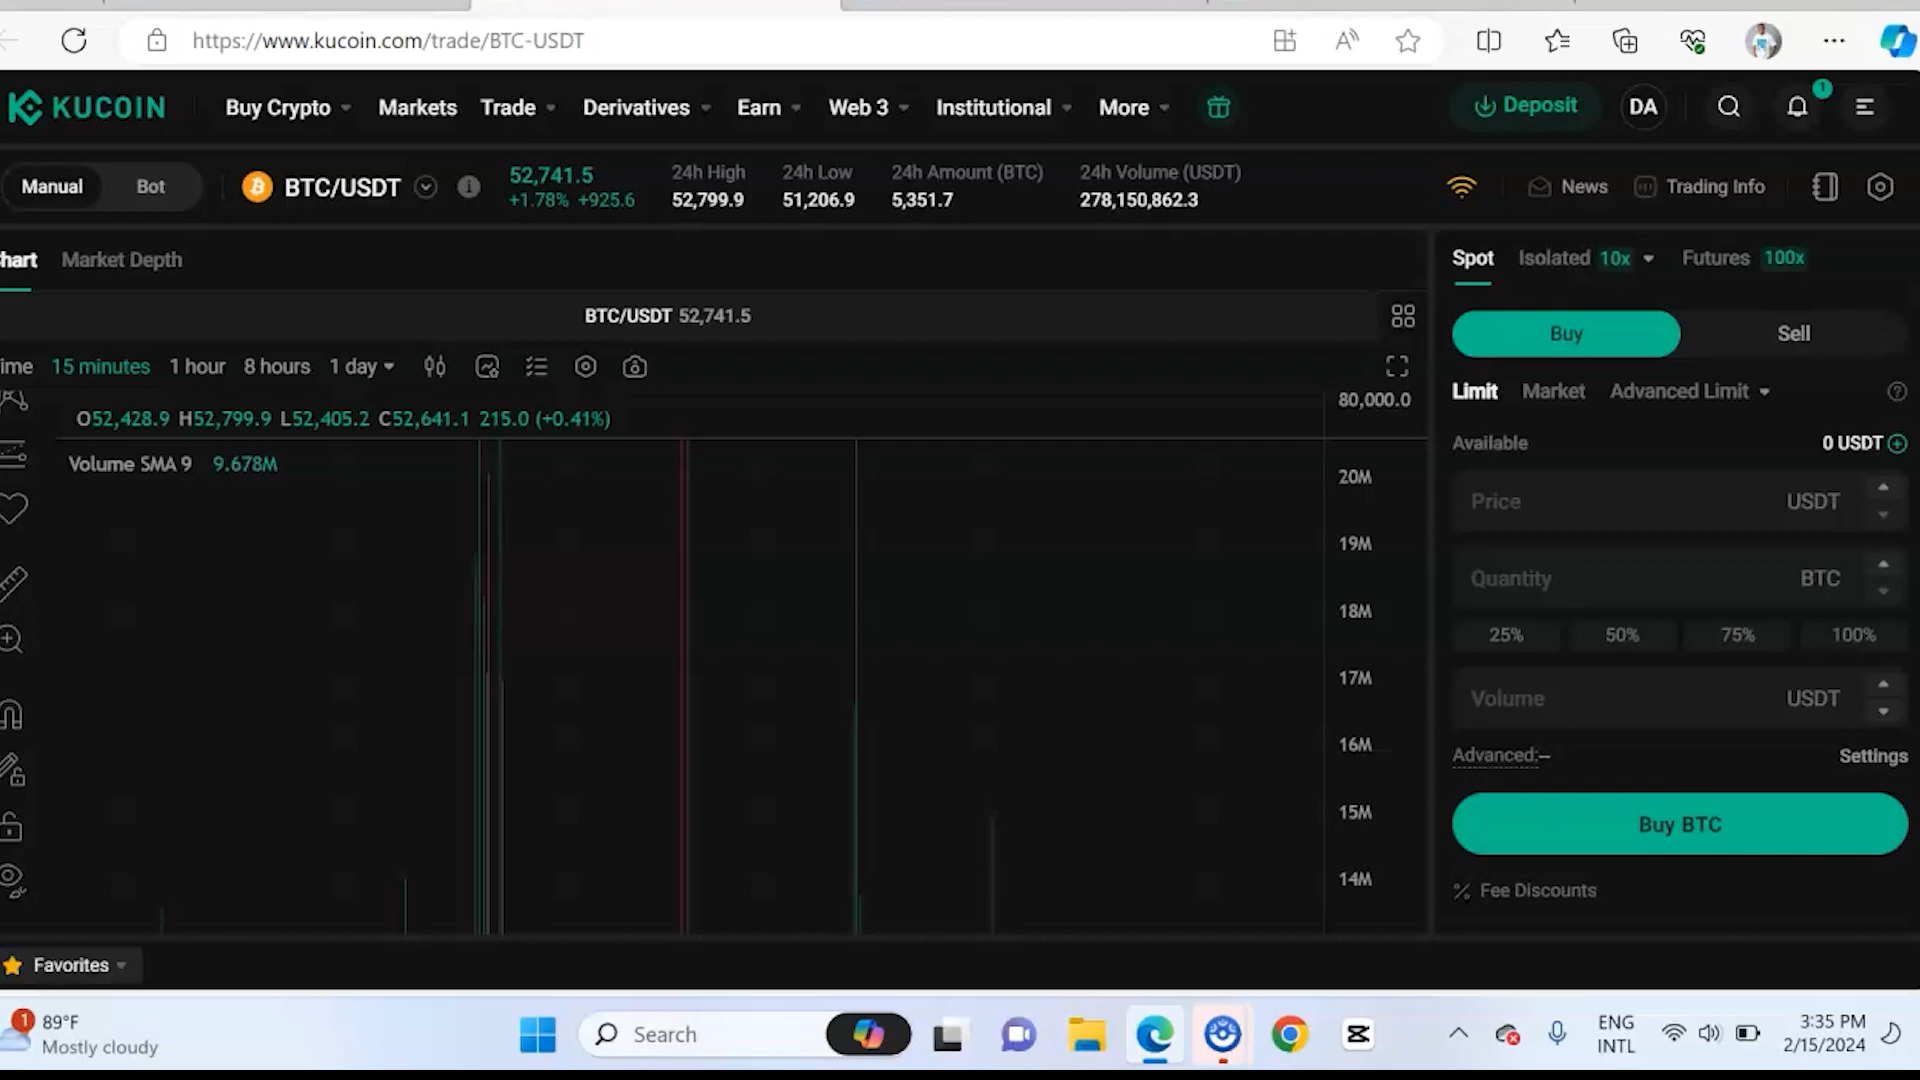 https://www.kucoin.com/trade/BTC-USDT
KUCOIN
Buy Crypto
Markets
Trade
Derivatives
Earn
Web 3
Institutional
More
Deposit
DA
1
Manual
Bot
BTC/USDT
52,741.5
+1.78% +925.6
24h High
52,799.9
24h Low
51,206.9
24h Amount (BTC)
5,351.7
24h Volume (USDT)
278,150,862.3
News
Trading Info
hart
Market Depth
BTC/USDT 52,741.5
ime
15 minutes
1 hour
8 hours
1 day
O52,428.9 H52,799.9 L52,405.2 C52,641.1 215.0 (+0.41%)
Volume SMA 9 9.678M
80,000.0
20M
19M
18M
17M
16M
15M
14M
Spot
Isolated 10x
Futures 100x
Buy
Sell
Limit
Market
Advanced Limit
Available
0 USDT
Price
USDT
Quantity
BTC
25%
50%
75%
100%
Volume
USDT
Advanced:--
Settings
Buy BTC
Fee Discounts
Favorites
1
89°F
Mostly cloudy
Search
ENG
INTL
3:35 PM
2/15/2024